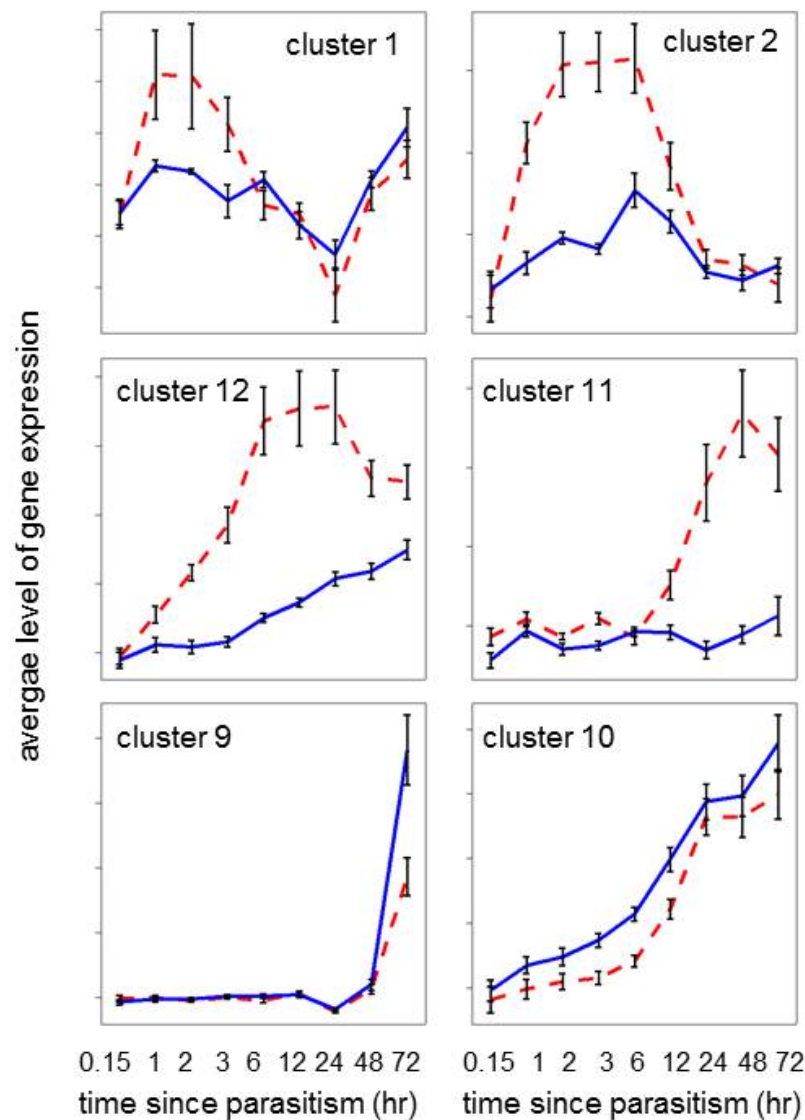 cluster 1
cluster 2
cluster 12
cluster 11
cluster 9
cluster 10
avergae level of gene expression
0.15 1 2 3 6 12 24 48 72
0.15 1 2 3 6 12 24 48 72
time since parasitism (hr)
time since parasitism (hr)